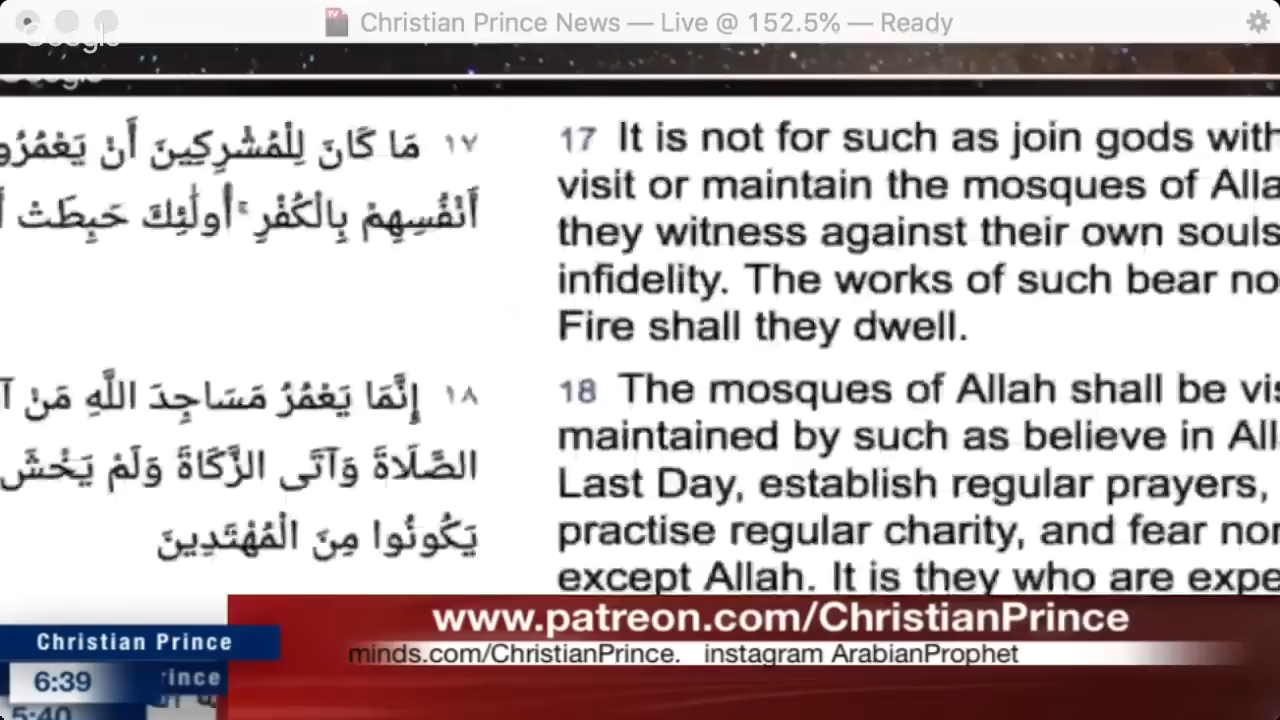 Christian Prince News — Live @ 152.5% — Ready
Google
١٧ مَا كَانَ لِلْمُشْرِكِينَ أَنْ
أَنْفُسِهِمْ بِالْكُفْرِ ۚ أُولَٰئِكَ حَبِطَتْ
17 It is not for such as join gods with
visit or maintain the mosques of Alla
they witness against their own souls
infidelity. The works of such bear no
Fire shall they dwell.
١٨ إِنَّمَا يَعْمُرُ مَسَاجِدَ اللَّهِ مَنْ
الصَّلَاةَ وَآتَى الزَّكَاةَ وَلَمْ يَخْشَ
يَكُونُوا مِنَ الْمُهْتَدِينَ
18 The mosques of Allah shall be vis
maintained by such as believe in All
Last Day, establish regular prayers,
practise regular charity, and fear non
except Allah. It is they who are expe
www.patreon.com/ChristianPrince
minds.com/ChristianPrince. instagram ArabianProphet
Christian Prince
6:39
rince
5:40